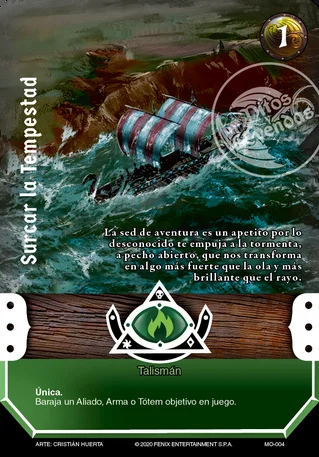 1
Mitos
y Leyendas
Surcar la Tempestad
La sed de aventura es un apetito por lo
desconocido te empuja a la tormenta,
a pecho abierto, que nos transforma
en algo más fuerte que la ola y más
brillante que el rayo.
Talismán
Única.
Baraja un Aliado, Arma o Tótem objetivo en juego.
ARTE: CRISTIÁN HUERTA © 2020 FENIX ENTERTAINMENT S.P.A. MO-004